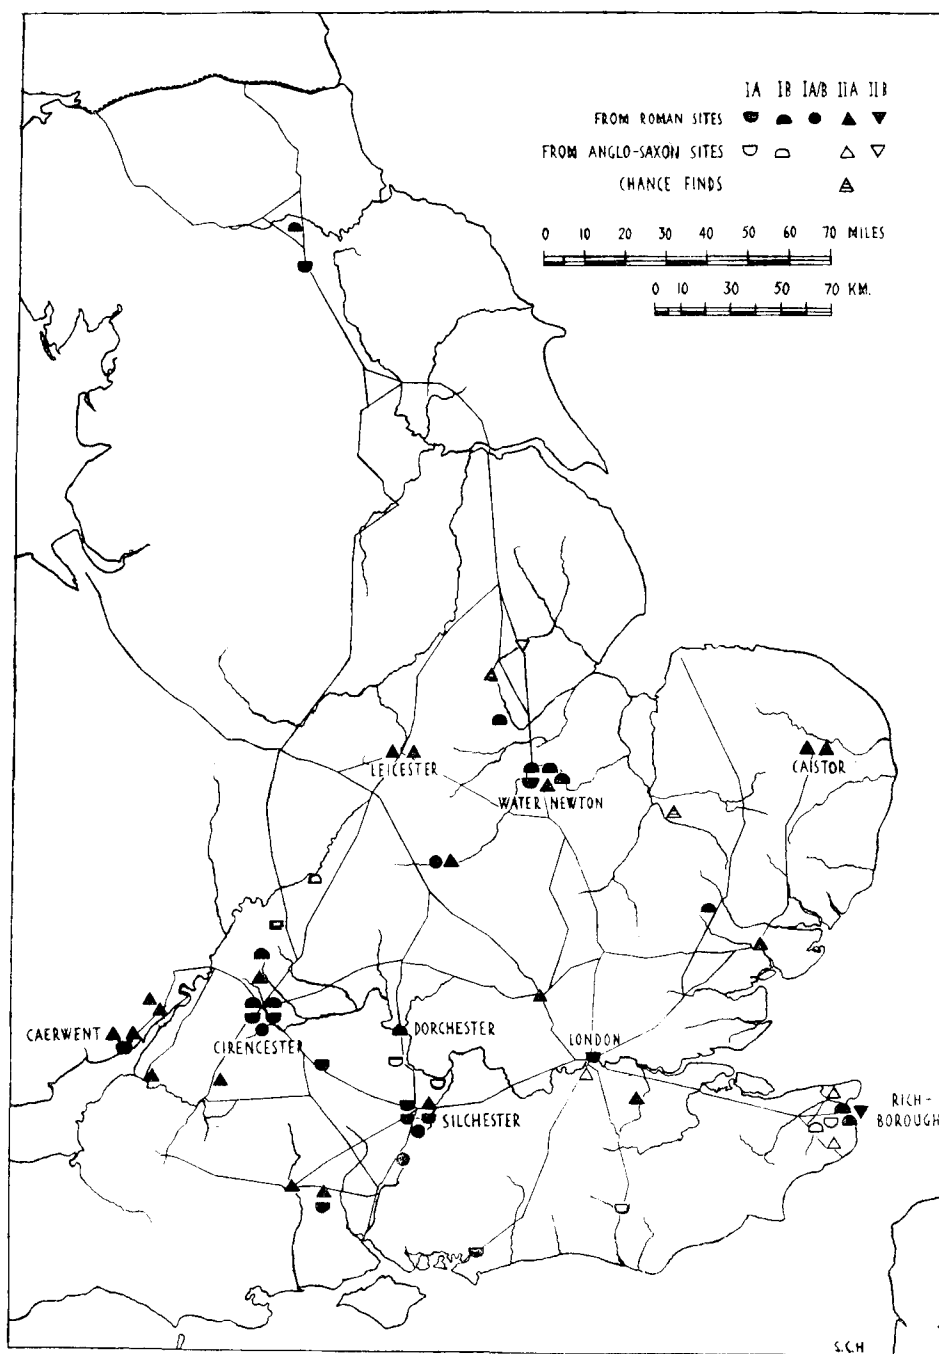 IA IB IA/B IIA IIB
FROM ROMAN SITES
FROM ANGLO-SAXON SITES
CHANCE FINDS
0 10 20 30 40 50 60 70 MILES
0 10 30 50 70 KM.
LEICESTER
CAISTOR
WATER NEWTON
CAERWENT
CIRENCESTER
DORCHESTER
LONDON
SILCHESTER
RICH-
BOROUGH
S.C.H